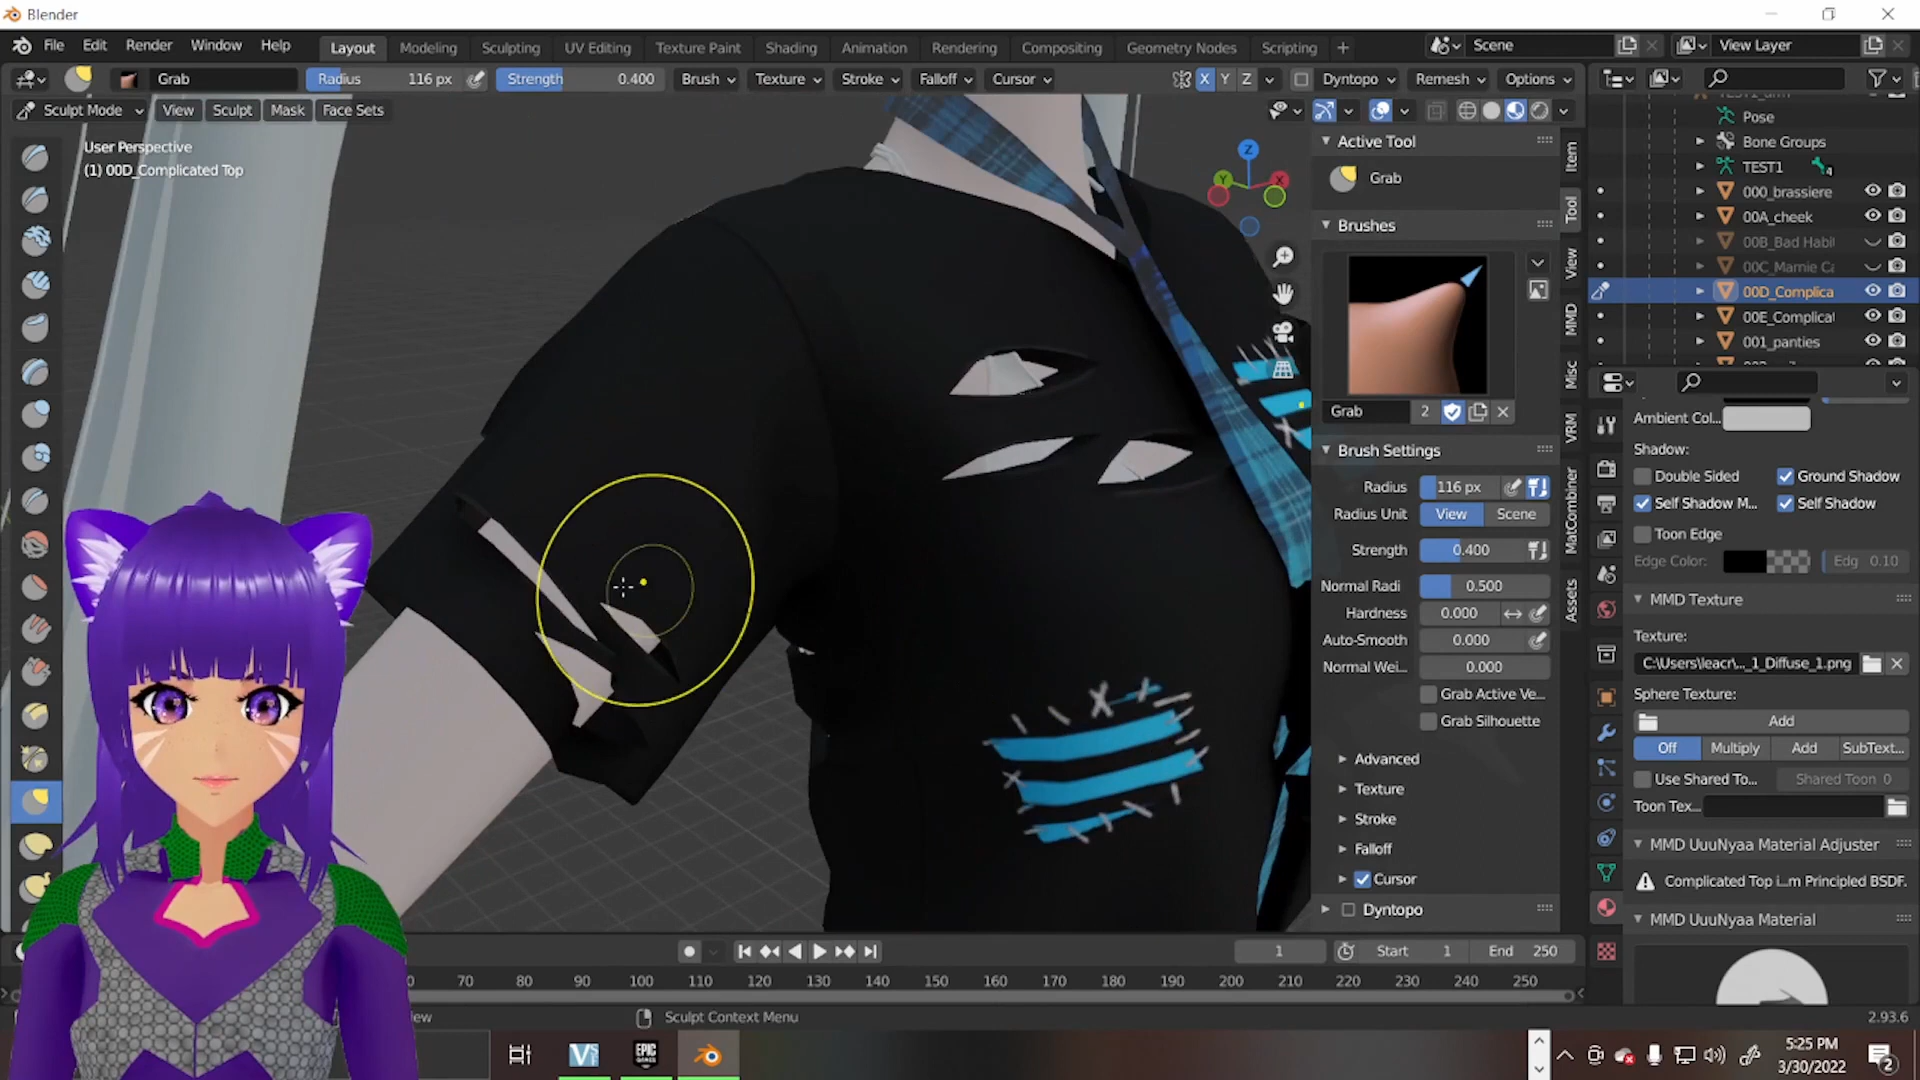 Blender
File Edit Render Window Help Layout Modeling Sculpting UV Editing Texture Paint Shading Animation Rendering Compositing Geometry Nodes Scripting + Scene View Layer
Grab Radius 116 px Strength 0.400 Brush Texture Stroke Falloff Cursor X Y Z Dyntopo Remesh Options
Sculpt Mode View Sculpt Mask Face Sets
User Perspective
(1) 00D_Complicated Top
Z
Y
X
Active Tool
Grab
Brushes
Grab 2
Brush Settings
Radius 116 px
Radius Unit View Scene
Strength 0.400
Normal Radi 0.500
Hardness 0.000
Auto-Smooth 0.000
Normal Wei... 0.000
Grab Active Ve...
Grab Silhouette
Advanced
Texture
Stroke
Falloff
Cursor
Dyntopo
Item
Tool
View
MMD
Misc
VRM
MatCombiner
Assets
Pose
Bone Groups
TEST1 4
000_brassiere
00A_cheek
00B_Bad Habi
00C_Marnie Ca
00D_Complica
00E_Complicat
001_panties
Ambient Col...
Shadow:
Double Sided Ground Shadow
Self Shadow M... Self Shadow
Toon Edge
Edge Color: Edg 0.10
MMD Texture
Texture:
C:\Users\leacr\..._1_Diffuse_1.png
Sphere Texture:
Add
Off Multiply Add SubText...
Use Shared To... Shared Toon 0
Toon Tex...
MMD UuuNyaa Material Adjuster
Complicated Top i...m Principled BSDF.
MMD UuuNyaa Material
1 Start 1 End 250
70 80 90 100 110 120 130 140 150 160 170 180 190 200 210 220 230 240 250
Sculpt Context Menu
2.93.6
EPIC GAMES
5:25 PM
3/30/2022
2